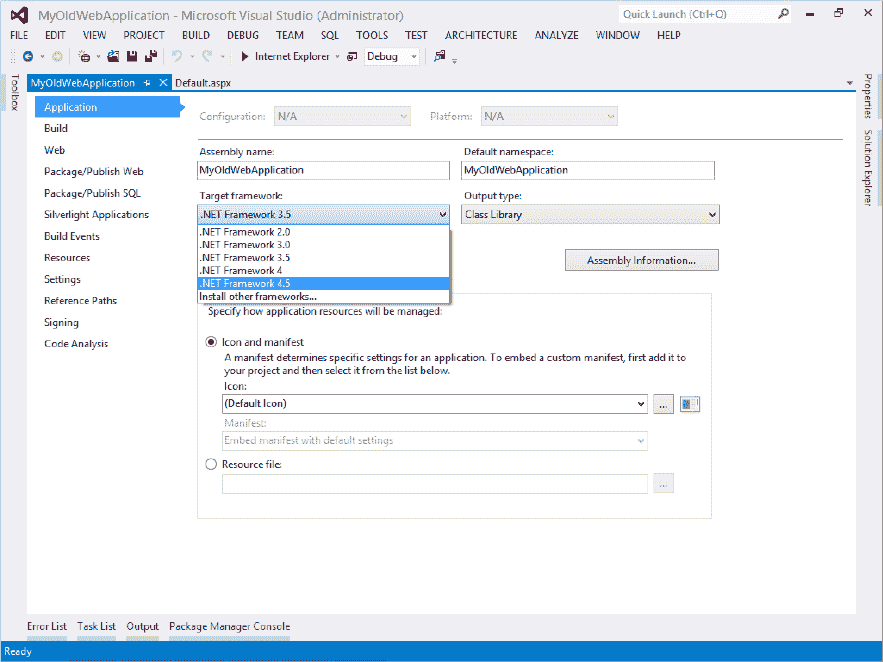 MyOldWebApplication - Microsoft Visual Studio (Administrator)
Quick Launch (Ctrl+Q)
FILE EDIT VIEW PROJECT BUILD DEBUG TEAM SQL TOOLS TEST ARCHITECTURE ANALYZE WINDOW HELP
Internet Explorer Debug
MyOldWebApplication Default.aspx
Toolbox
Properties
Solution Explorer
Application
Build
Web
Package/Publish Web
Package/Publish SQL
Silverlight Applications
Build Events
Resources
Settings
Reference Paths
Signing
Code Analysis
Configuration: N/A Platform: N/A
Assembly name: Default namespace:
MyOldWebApplication MyOldWebApplication
Target framework: Output type:
.NET Framework 3.5 Class Library
.NET Framework 2.0
.NET Framework 3.0
.NET Framework 3.5
.NET Framework 4
.NET Framework 4.5
Install other frameworks...
Assembly Information...
Specify how application resources will be managed:
Icon and manifest
A manifest determines specific settings for an application. To embed a custom manifest, first add it to
your project and then select it from the list below.
Icon:
(Default Icon) ...
Manifest:
Embed manifest with default settings
Resource file:
...
Error List Task List Output Package Manager Console
Ready